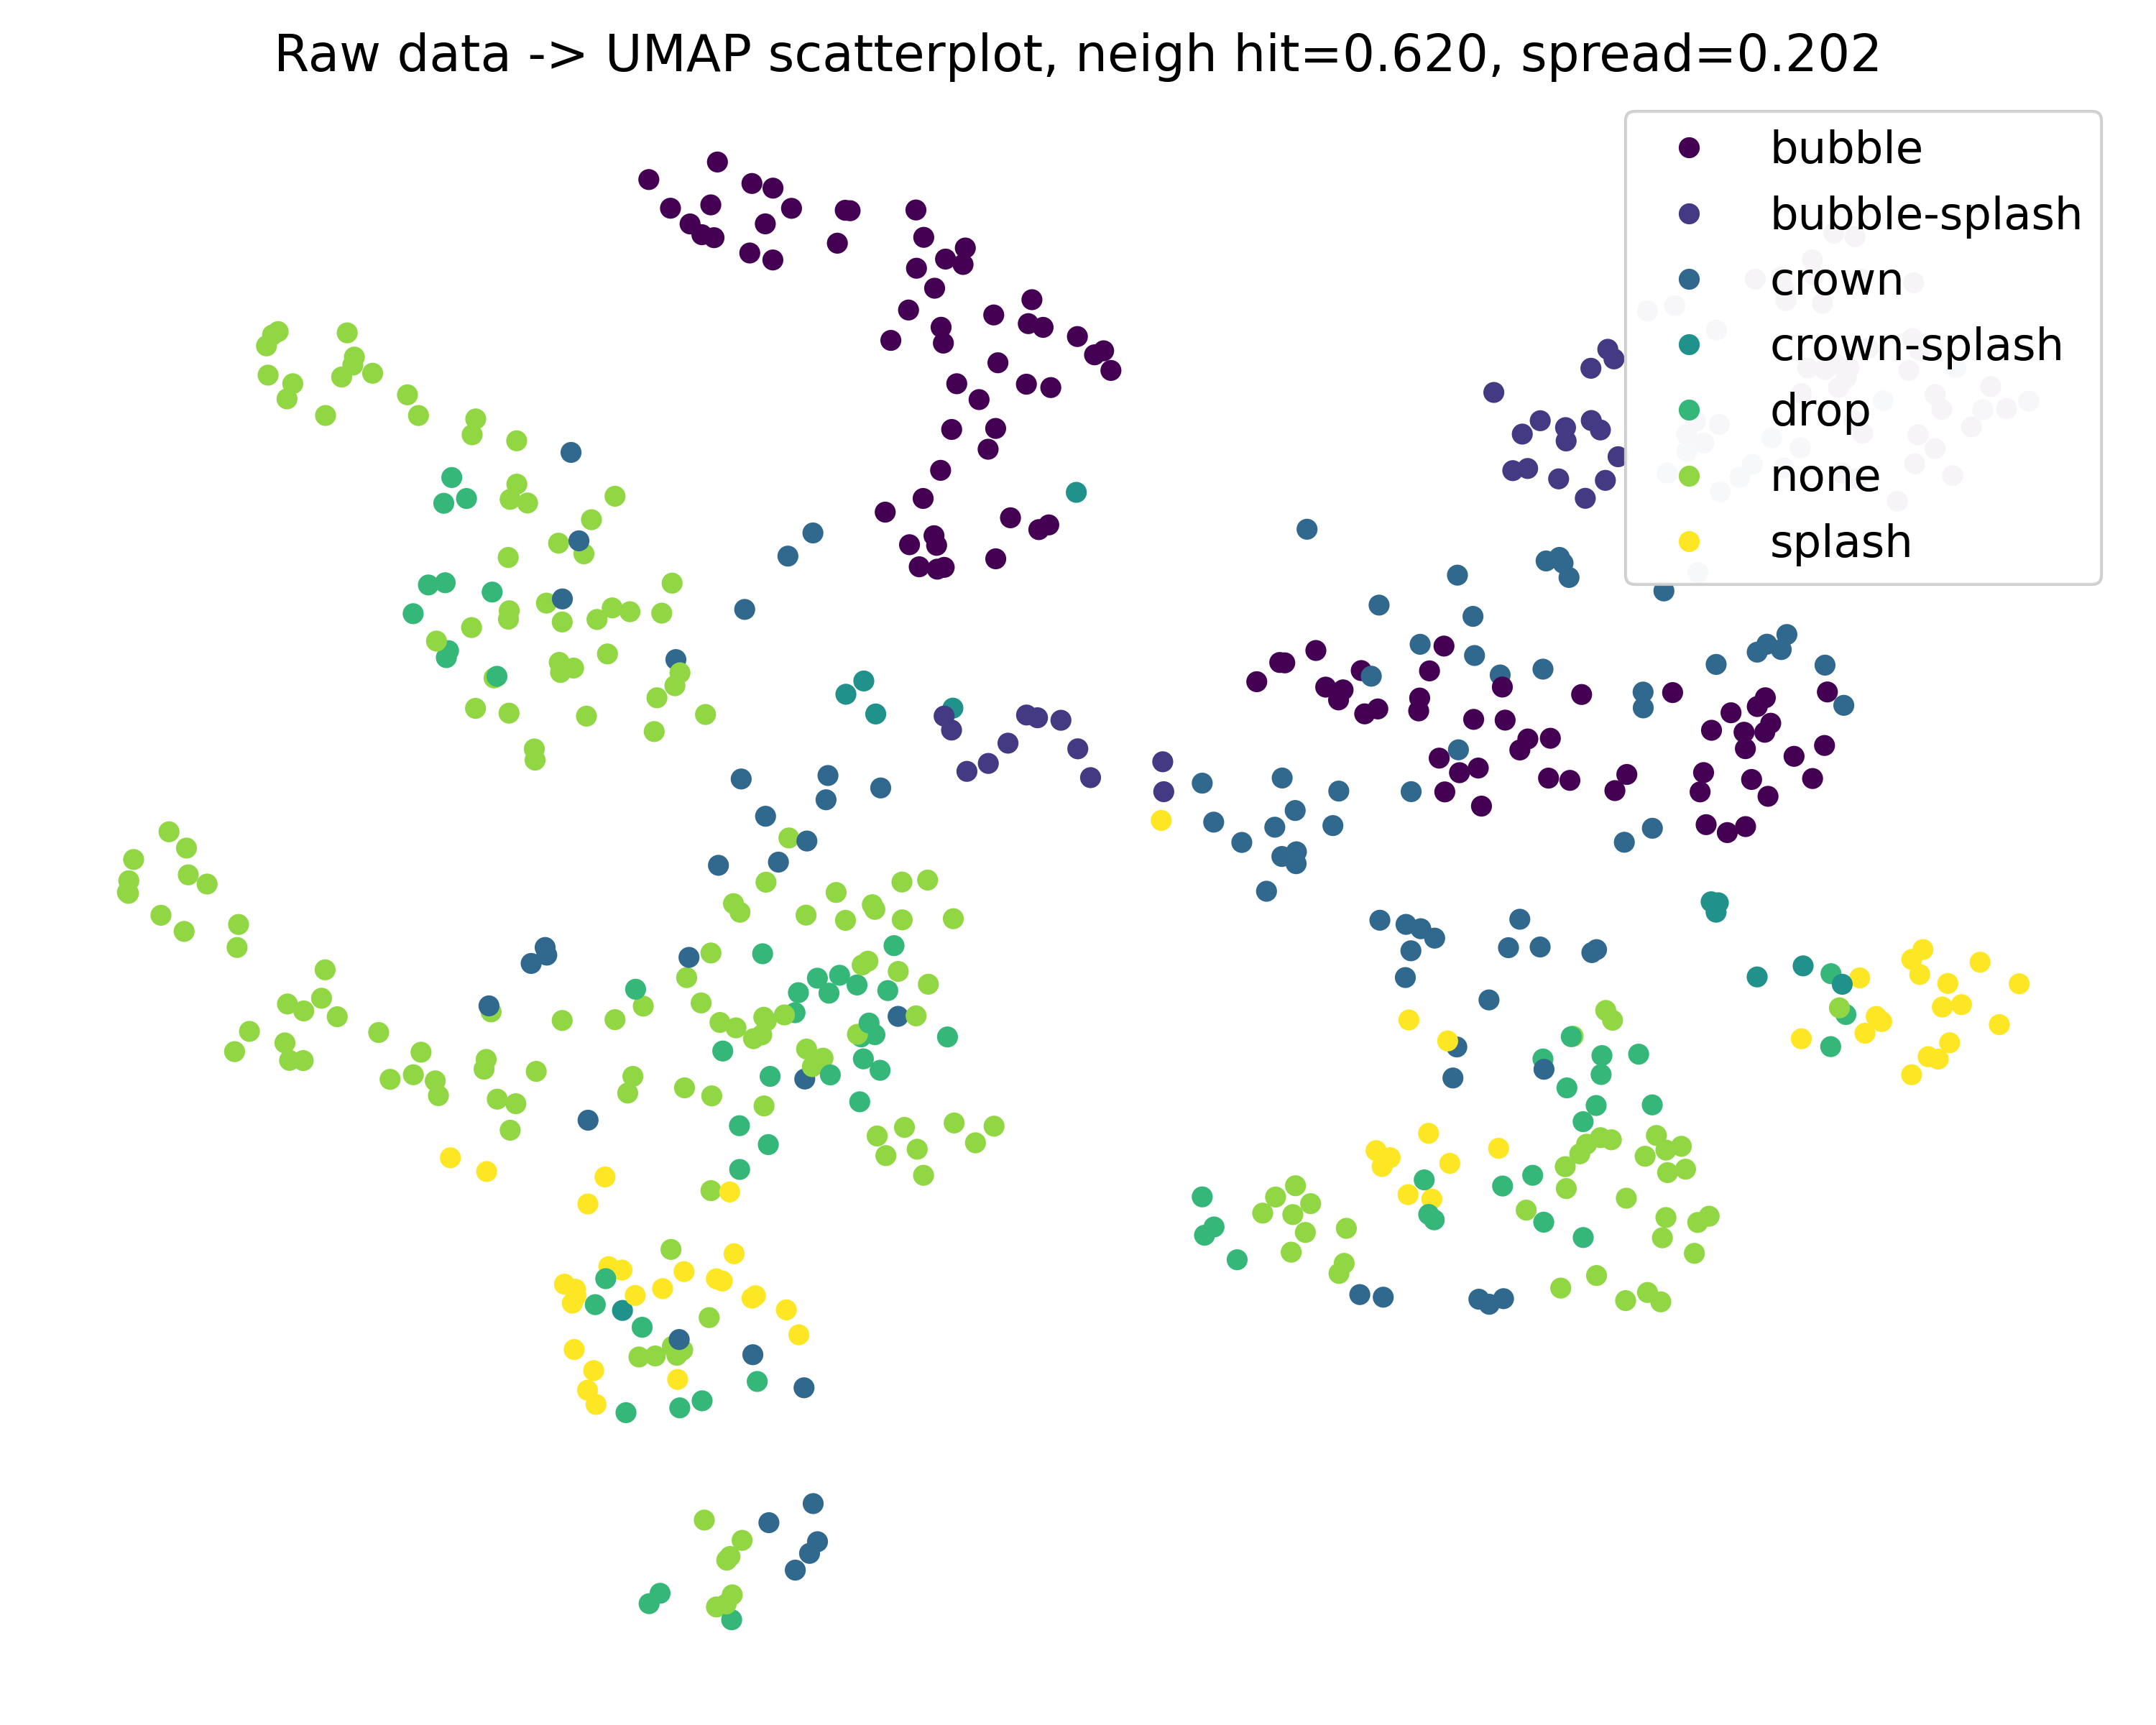 Raw data -> UMAP scatterplot, neigh hit=0.620, spread=0.202
bubble
bubble-splash
crown
crown-splash
drop
none
splash